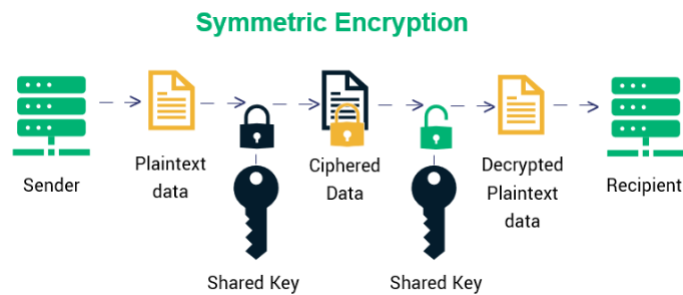 Symmetric Encryption
Sender
Plaintext
data
Shared Key
Ciphered
Data
Shared Key
Decrypted
Plaintext
data
Recipient